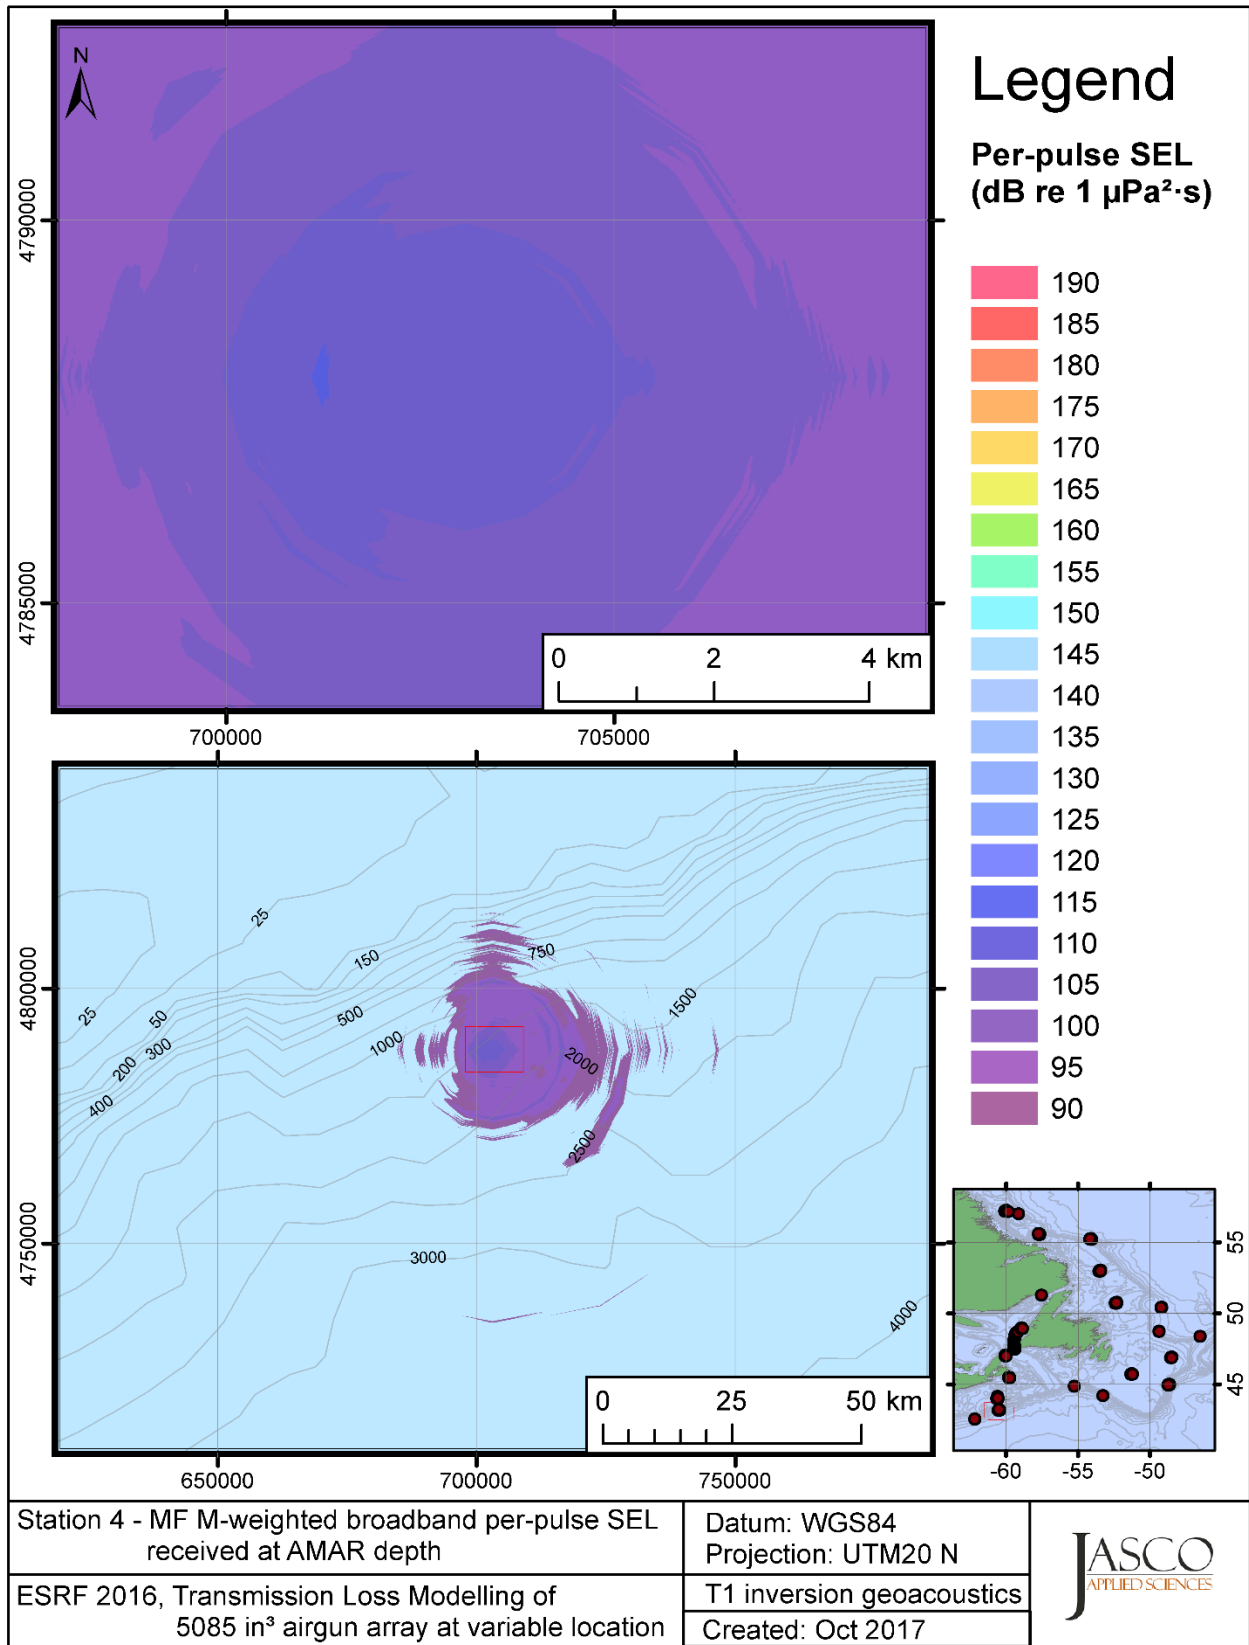 N
4790000
4785000
0 2 4 km
700000 705000
Legend
Per-pulse SEL
(dB re 1 µPa²·s)
190
185
180
175
170
165
160
155
150
145
140
135
130
125
120
115
110
105
100
95
90
4800000
4750000
25
25
50
150
200
300
400
500
750
1000
1500
2000
2500
3000
4000
0 25 50 km
650000 700000 750000
55
50
45
-60 -55 -50
Station 4 - MF M-weighted broadband per-pulse SEL
received at AMAR depth
ESRF 2016, Transmission Loss Modelling of
5085 in³ airgun array at variable location
Datum: WGS84
Projection: UTM20 N
T1 inversion geoacoustics
Created: Oct 2017
JASCO
APPLIED SCIENCES